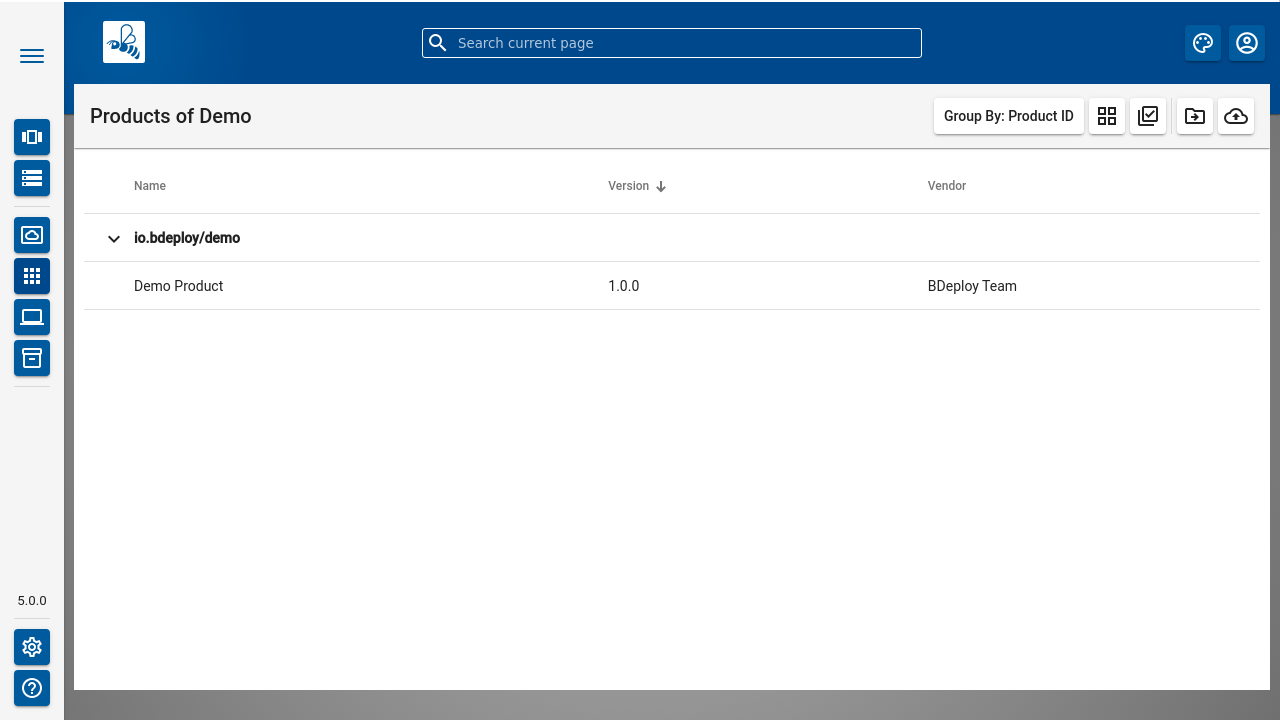 Search current page
Products of Demo
Group By: Product ID
Name Version Vendor
io.bdeploy/demo
Demo Product 1.0.0 BDeploy Team
5.0.0